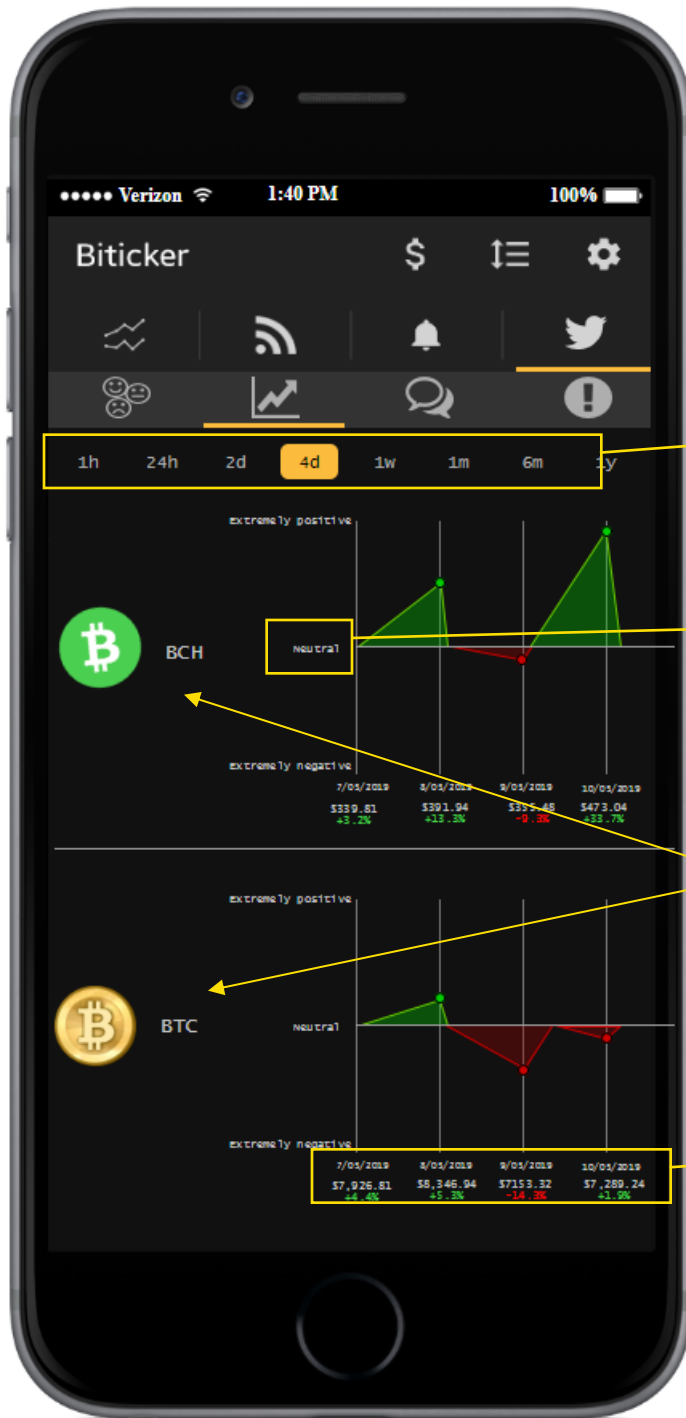 Verizon 1:40 PM 100%
Biticker $
1h 24h 2d 4d 1w 1m 6m 1y
Extremely positive
BCH Neutral
Extremely negative
7/05/2019 8/05/2019 9/05/2019 10/05/2019
$339.81 $391.94 $355.48 $473.04
+3.2% +13.3% -9.3% +33.7%
Extremely positive
BTC Neutral
Extremely negative
7/05/2019 8/05/2019 9/05/2019 10/05/2019
$7,926.81 $8,346.94 $7153.32 $7,289.24
+4.4% +5.3% -14.3% +1.9%